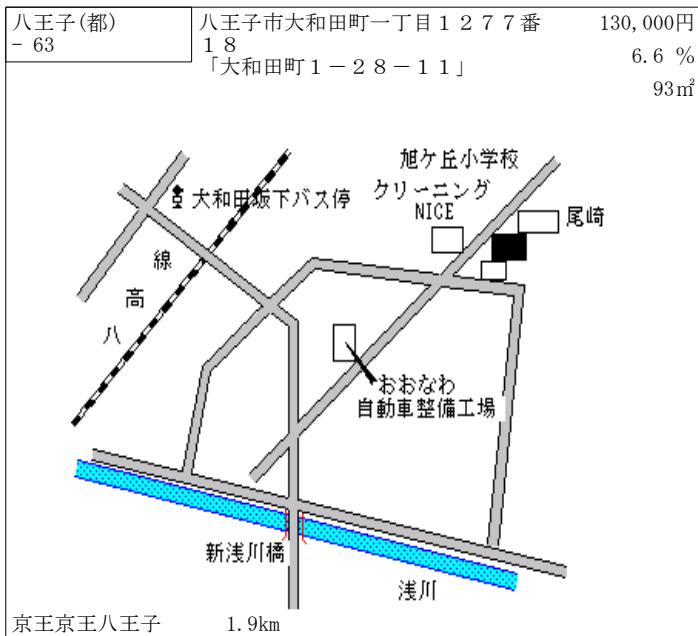 八王子(都)
- 63
八王子市大和田町一丁目１２７７番
１８
「大和田町１－２８－１１」
130,000円
6.6 %
93㎡
旭ケ丘小学校
クリーニング
NICE
尾崎
大和田坂下バス停
線
高
八
おおなわ
自動車整備工場
新浅川橋
浅川
京王京王八王子 1.9km